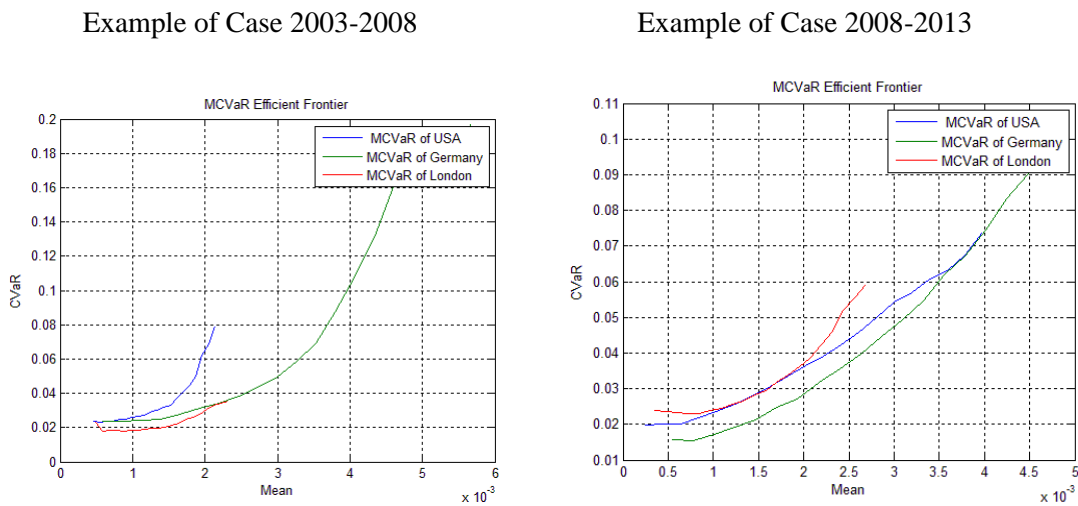 Example of Case 2003-2008
MCVaR Efficient Frontier
0.2
0.18
0.16
0.14
0.12
0.1
0.08
0.06
0.04
0.02
0
CVaR
MCVaR of USA
MCVaR of Germany
MCVaR of London
0 1 2 3 4 5 6
Mean
x 10^-3
Example of Case 2008-2013
MCVaR Efficient Frontier
0.11
0.1
0.09
0.08
0.07
0.06
0.05
0.04
0.03
0.02
0.01
CVaR
MCVaR of USA
MCVaR of Germany
MCVaR of London
0 0.5 1 1.5 2 2.5 3 3.5 4 4.5 5
Mean
x 10^-3